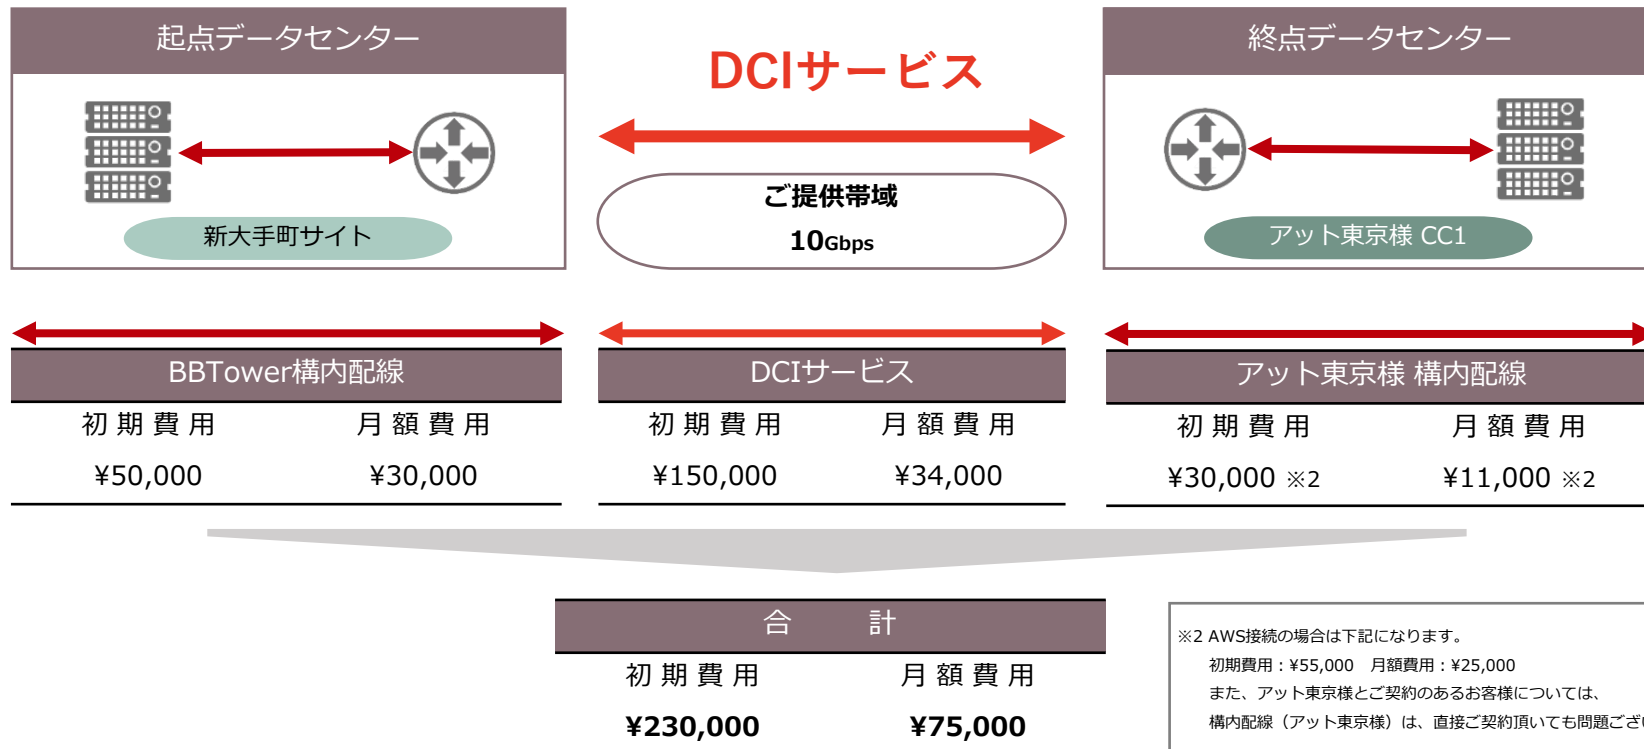 起点データセンター
DCIサービス
終点データセンター
ご提供帯域
10Gbps
新大手町サイト
アット東京様 CC1
BBTower構内配線
初期費用 月額費用
¥50,000 ¥30,000
DCIサービス
初期費用 月額費用
¥150,000 ¥34,000
アット東京様 構内配線
初期費用 月額費用
¥30,000 ※2 ¥11,000 ※2
合 計
初期費用 月額費用
¥230,000 ¥75,000
※2 AWS接続の場合は下記になります。
初期費用：¥55,000 月額費用：¥25,000
また、アット東京様とご契約のあるお客様については、
構内配線（アット東京様）は、直接ご契約頂いても問題ござ